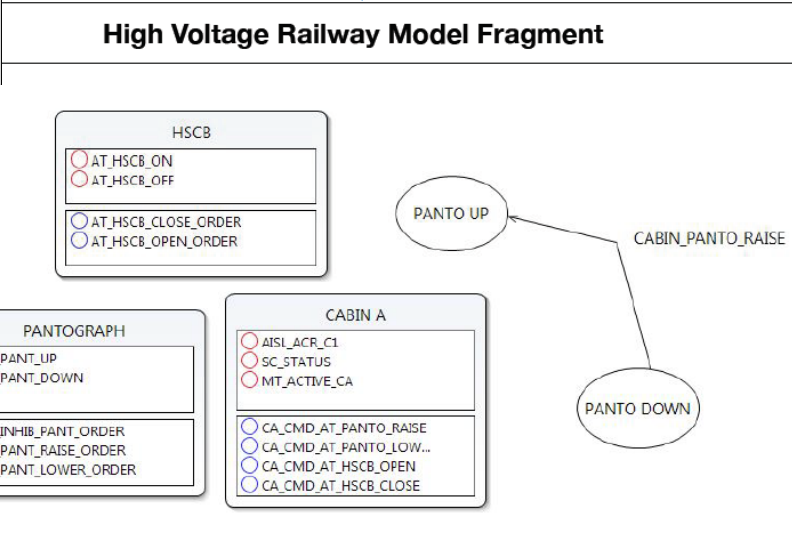 High Voltage Railway Model Fragment
HSCB
AT_HSCB_ON
AT_HSCB_OFF
AT_HSCB_CLOSE_ORDER
AT_HSCB_OPEN_ORDER
PANTO UP
CABIN_PANTO_RAISE
PANTO DOWN
PANTOGRAPH
PANT_UP
PANT_DOWN
INHIB_PANT_ORDER
PANT_RAISE_ORDER
PANT_LOWER_ORDER
CABIN A
AISL_ACR_C1
SC_STATUS
MT_ACTIVE_CA
CA_CMD_AT_PANTO_RAISE
CA_CMD_AT_PANTO_LOW...
CA_CMD_AT_HSCB_OPEN
CA_CMD_AT_HSCB_CLOSE